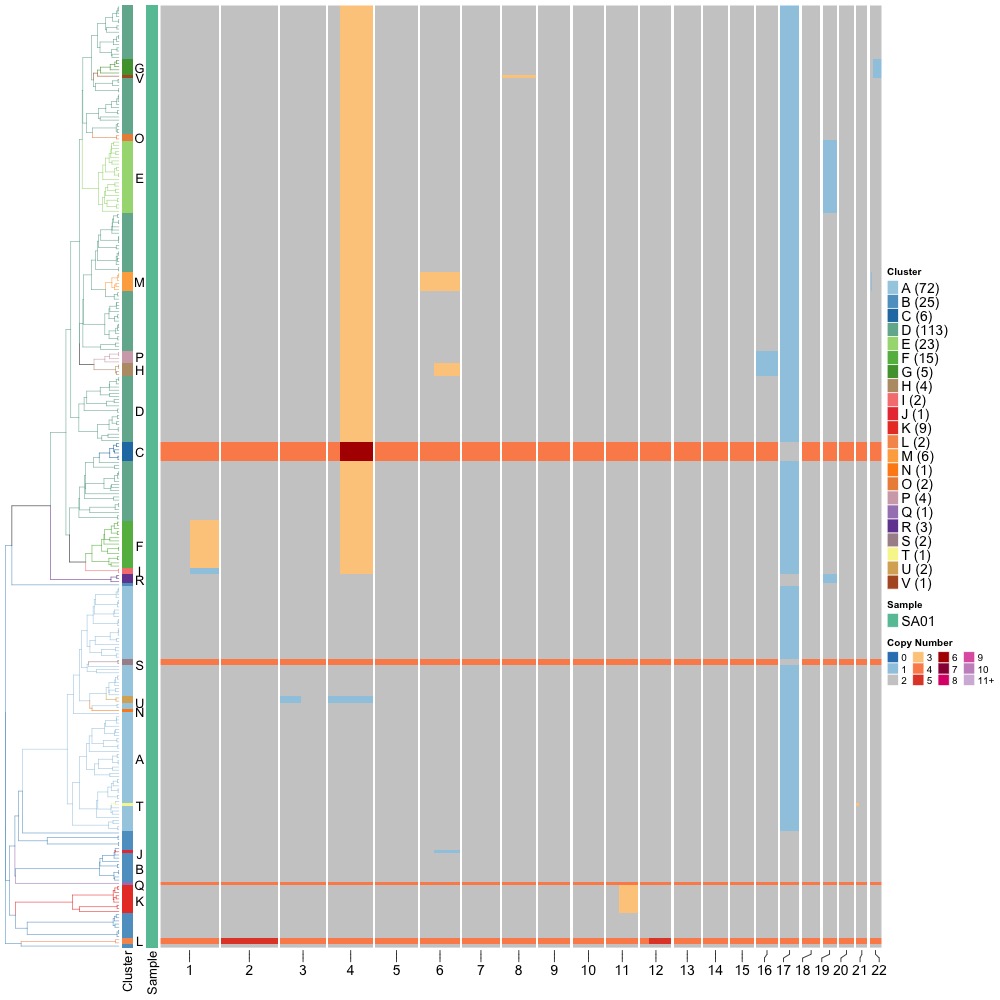 G
V
O
E
M
P
H
D
C
F
I
R
S
U
N
A
T
J
B
Q
K
L
Cluster
Sample
1 2 3 4 5 6 7 8 9 10 11 12 13 14 15 16 17 18 19 20 21 22
Cluster
A (72)
B (25)
C (6)
D (113)
E (23)
F (15)
G (5)
H (4)
I (2)
J (1)
K (9)
L (2)
M (6)
N (1)
O (2)
P (4)
Q (1)
R (3)
S (2)
T (1)
U (2)
V (1)
Sample
SA01
Copy Number
0 3 6 9
1 4 7 10
2 5 8 11+